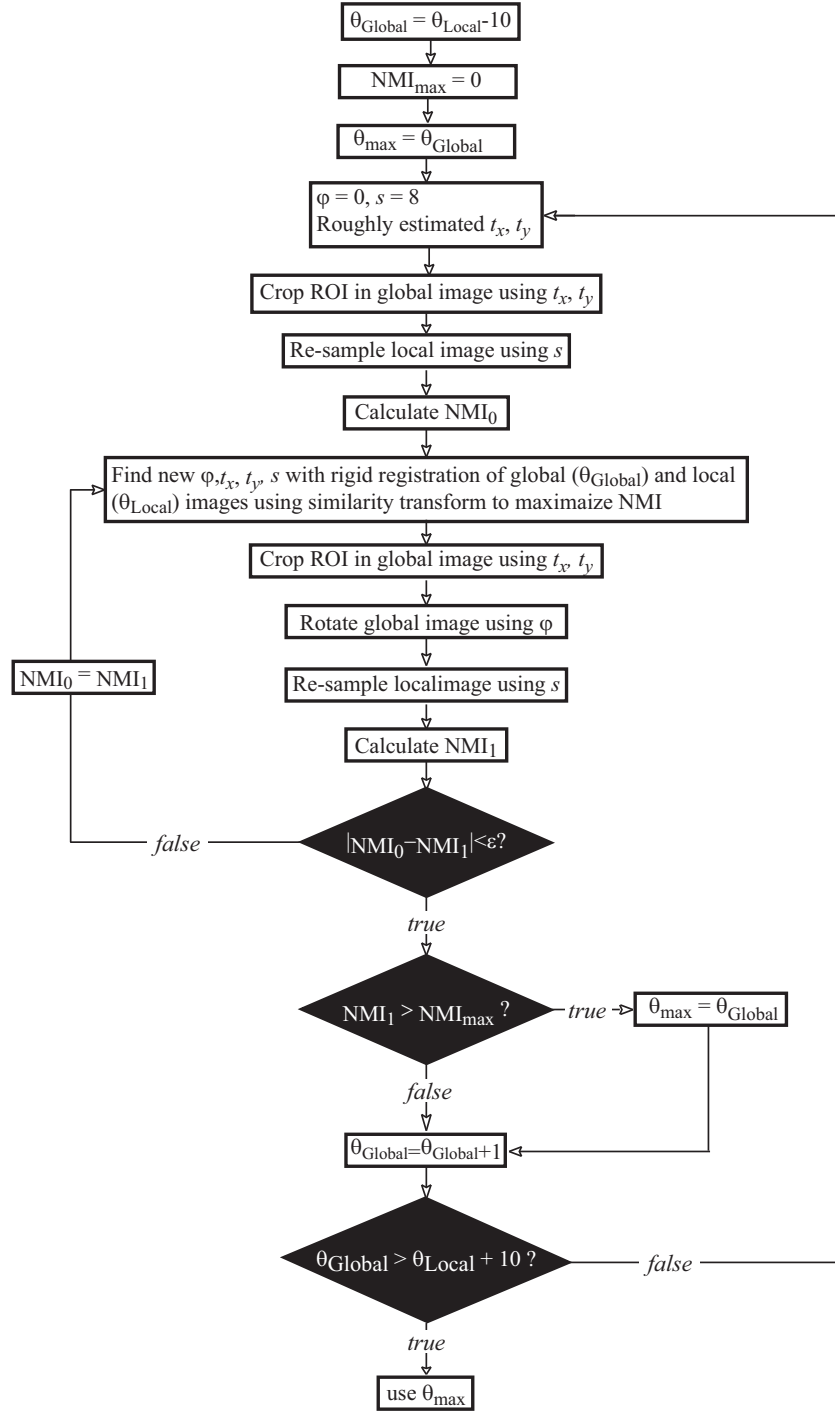 θGlobal = θLocal-10
NMImax = 0
θmax = θGlobal
φ = 0, s = 8
Roughly estimated tx, ty
Crop ROI in global image using tx, ty
Re-sample local image using s
Calculate NMI0
Find new φ,tx, ty, s with rigid registration of global (θGlobal) and local
(θLocal) images using similarity transform to maximaize NMI
Crop ROI in global image using tx, ty
Rotate global image using φ
NMI0 = NMI1
Re-sample localimage using s
Calculate NMI1
|NMI0−NMI1|<ε?
false
true
NMI1 > NMImax ?
true
θmax = θGlobal
false
θGlobal=θGlobal+1
θGlobal > θLocal + 10 ?
false
true
use θmax